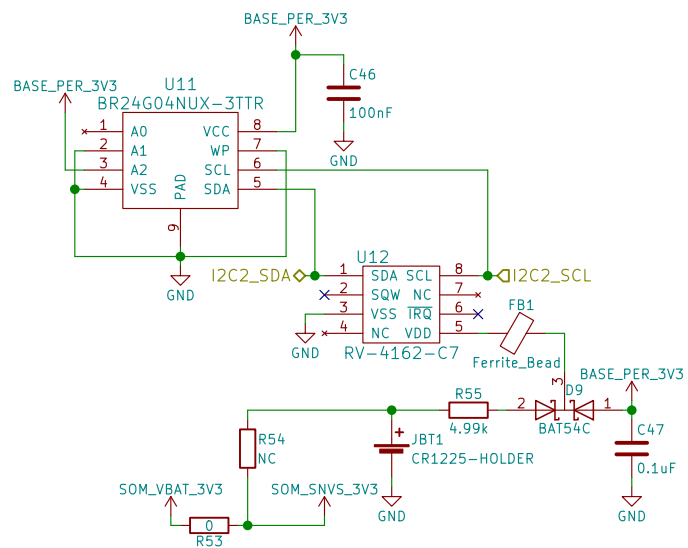 BASE_PER_3V3
C46
100nF
GND
BASE_PER_3V3
U11
BR24G04NUX-3TTR
1 A0 VCC 8
2 A1 WP 7
3 A2 SCL 6
4 VSS SDA 5
PAD
9
GND
U12
I2C2_SDA 1 SDA SCL 8 I2C2_SCL
2 SQW NC 7
3 VSS IRQ 6
4 NC VDD 5
GND
RV-4162-C7
FB1
Ferrite_Bead
BASE_PER_3V3
3 D9
R55
2 1
4.99k
BAT54C
C47
0.1uF
GND
R54
NC
+ JBT1
CR1225-HOLDER
GND
SOM_VBAT_3V3
SOM_SNVS_3V3
0
R53